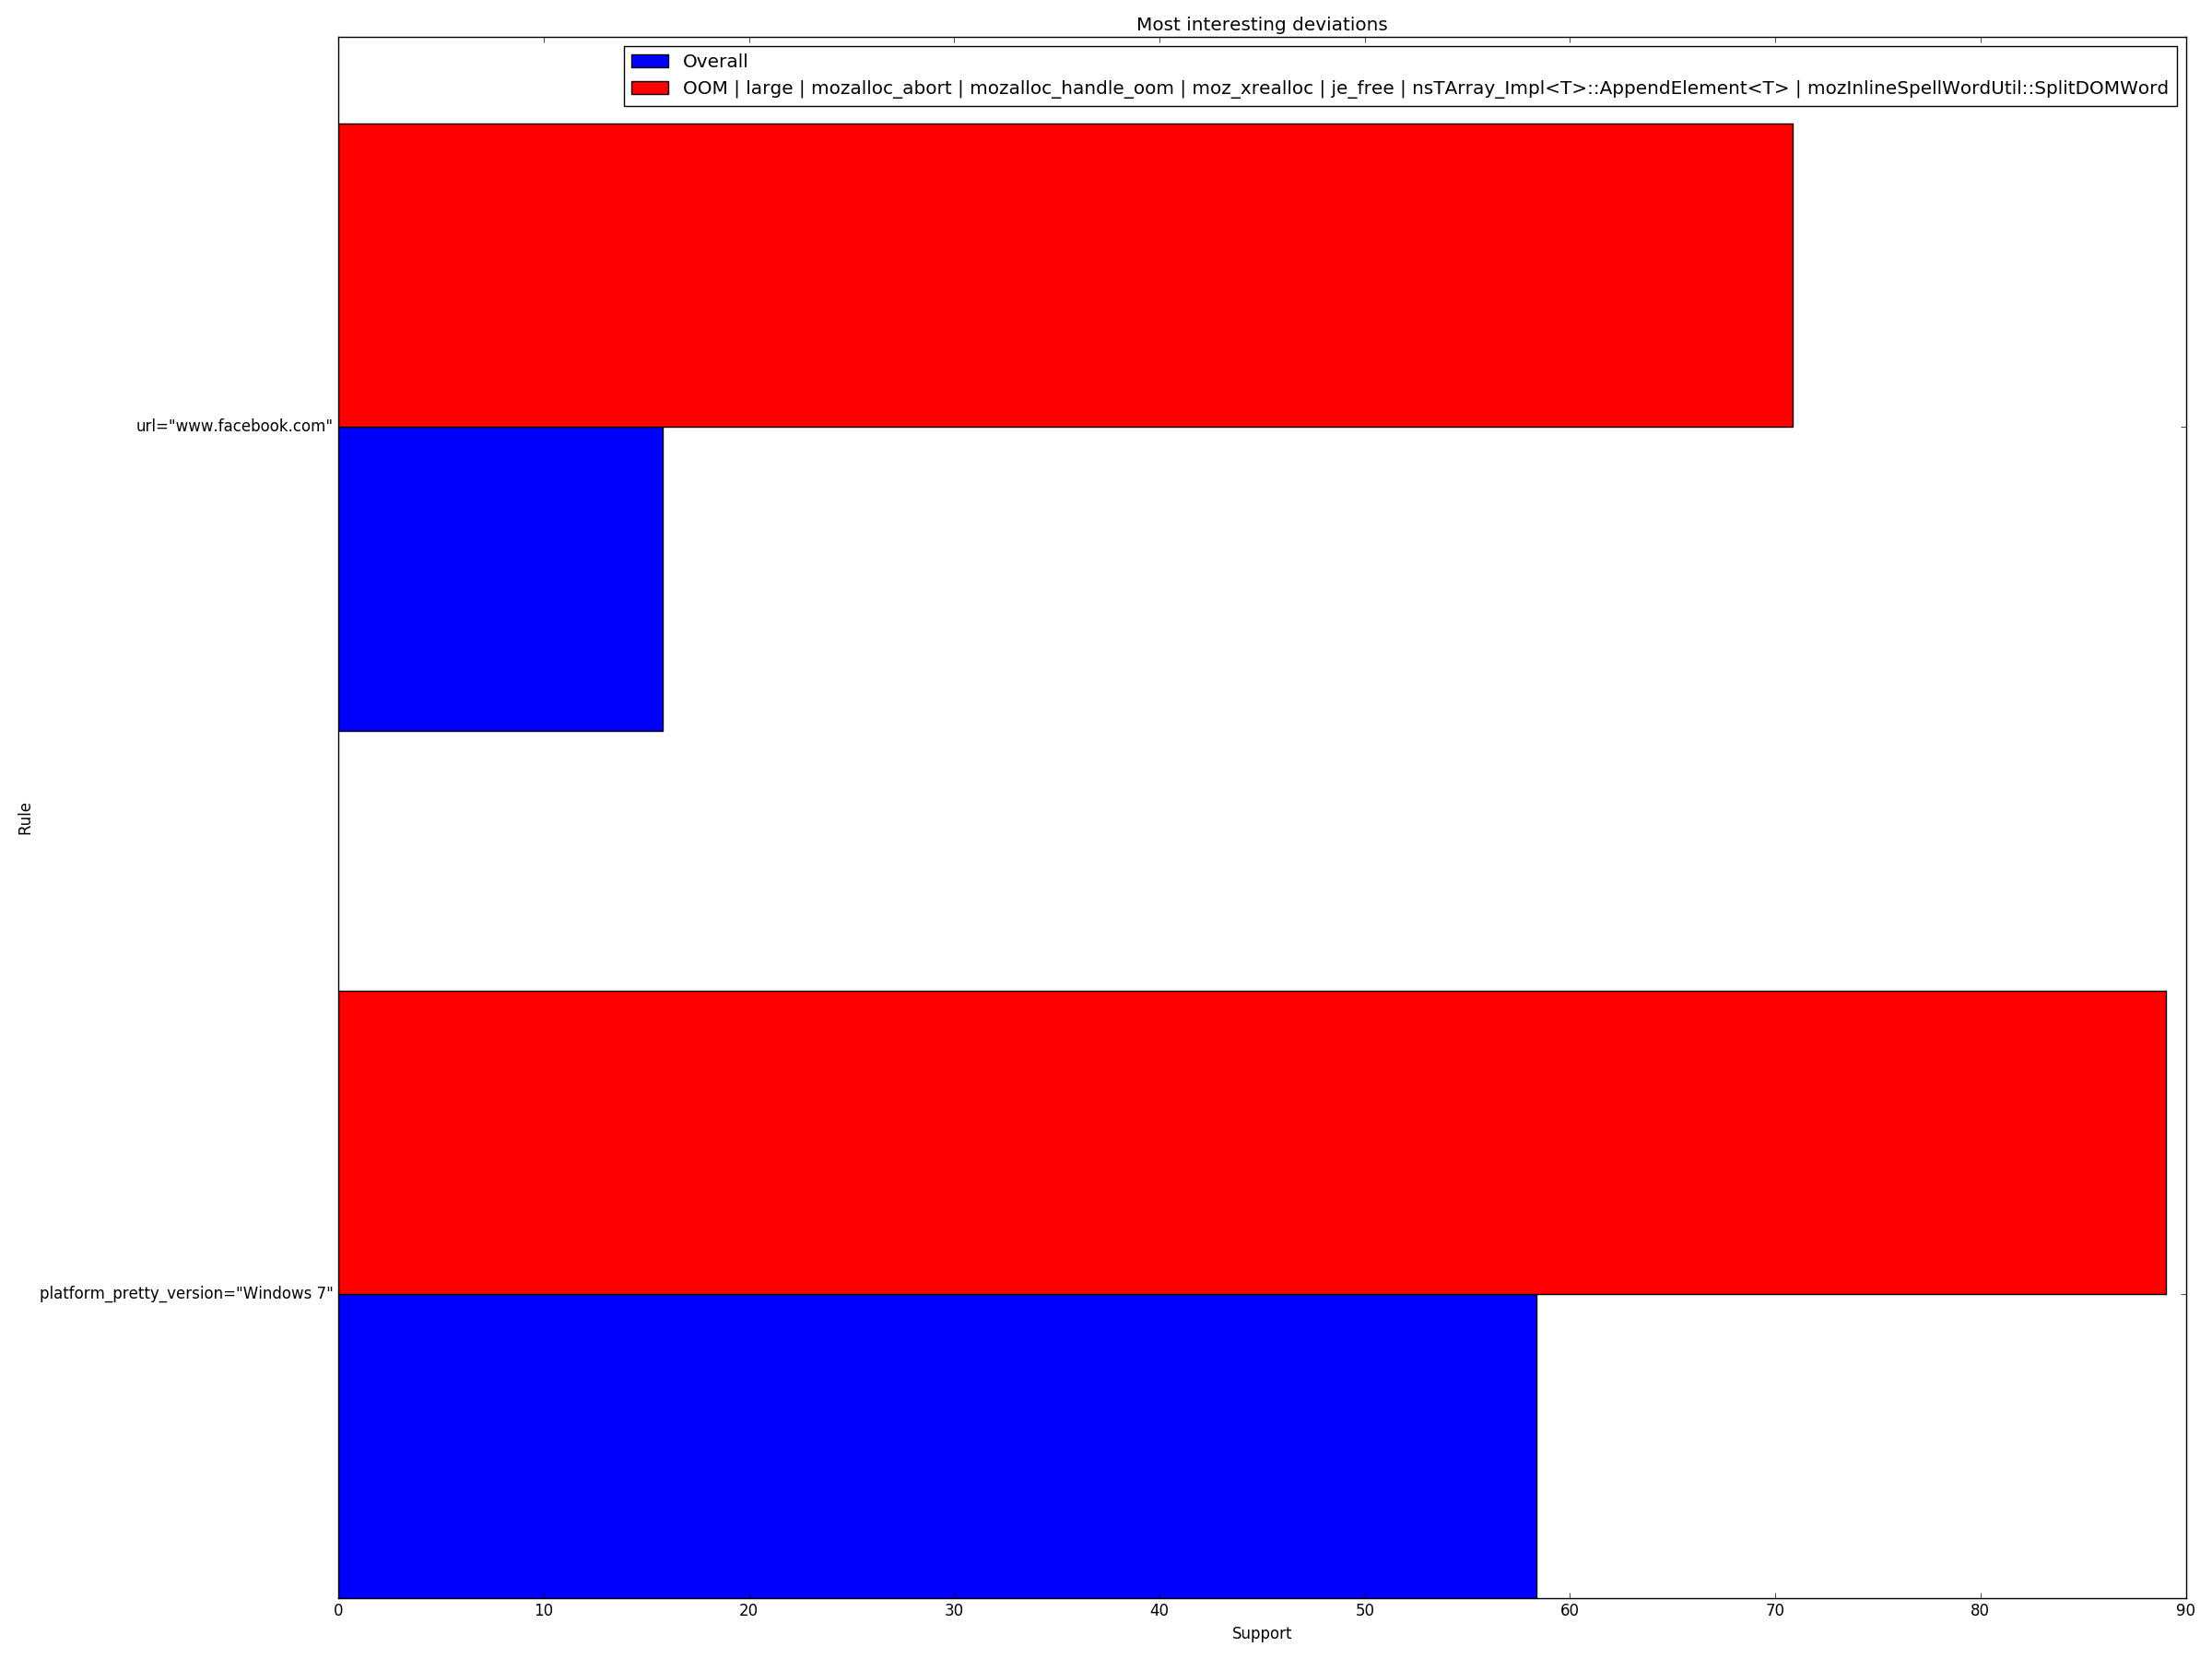 Most interesting deviations
Overall
OOM | large | mozalloc_abort | mozalloc_handle_oom | moz_xrealloc | je_free | nsTArray_Impl<T>::AppendElement<T> | mozInlineSpellWordUtil::SplitDOMWord
url="www.facebook.com"
Rule
platform_pretty_version="Windows 7"
0 10 20 30 40 50 60 70 80 90
Support